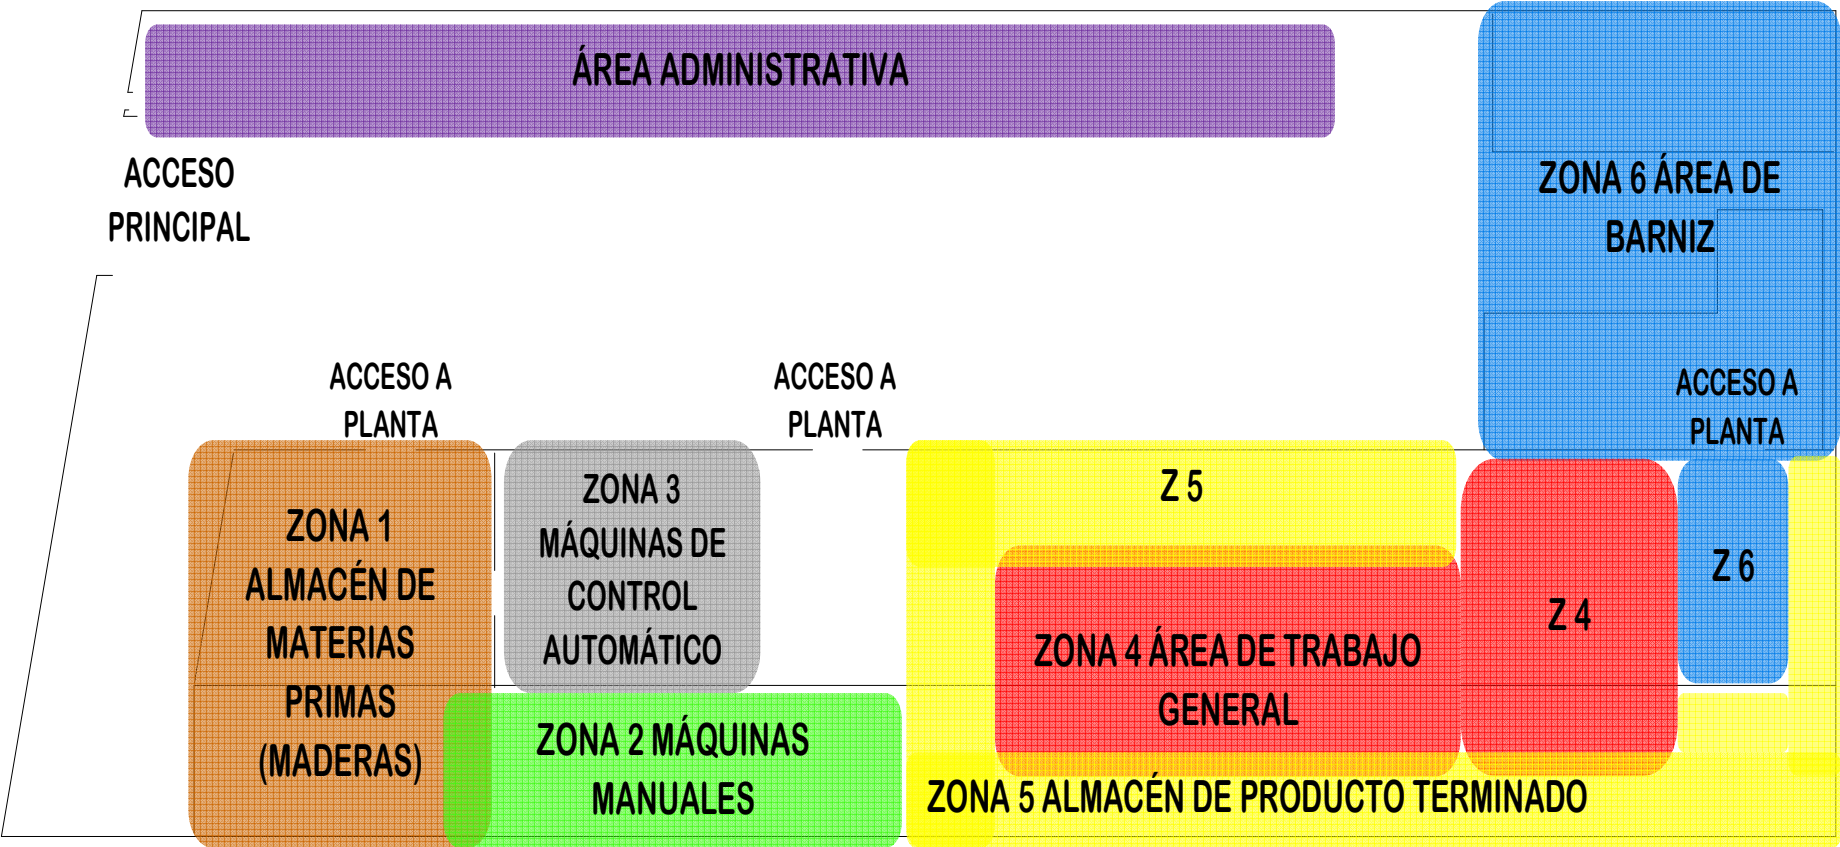 ÁREA ADMINISTRATIVA
ACCESO
PRINCIPAL
ZONA 6 ÁREA DE
BARNIZ
ACCESO A
PLANTA
ACCESO A
PLANTA
ACCESO A
PLANTA
ZONA 1
ALMACÉN DE
MATERIAS
PRIMAS
(MADERAS)
ZONA 3
MÁQUINAS DE
CONTROL
AUTOMÁTICO
Z 5
Z 6
Z 4
ZONA 4 ÁREA DE TRABAJO
GENERAL
ZONA 2 MÁQUINAS
MANUALES
ZONA 5 ALMACÉN DE PRODUCTO TERMINADO